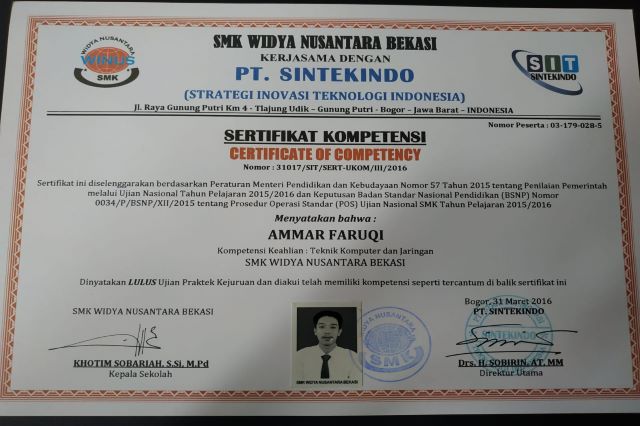 WIDYA NUSANTARA
WINUS
SMK
SMK WIDYA NUSANTARA BEKASI
KERJASAMA DENGAN
PT. SINTEKINDO
(STRATEGI INOVASI TEKNOLOGI INDONESIA)
Jl. Raya Gunung Putri Km 4 - Tlajung Udik – Gunung Putri - Bogor – Jawa Barat – INDONESIA
SIT
SINTEKINDO
Nomor Peserta : 03-179-028-5
SERTIFIKAT KOMPETENSI
CERTIFICATE OF COMPETENCY
Nomor : 31017/SIT/SERT-UKOM/III/2016
Sertifikat ini diselenggarakan berdasarkan Peraturan Menteri Pendidikan dan Kebudayaan Nomor 57 Tahun 2015 tentang Penilaian Pemerintah
melalui Ujian Nasional Tahun Pelajaran 2015/2016 dan Keputusan Badan Standar Nasional Pendidikan (BSNP) Nomor
0034/P/BSNP/XII/2015 tentang Prosedur Operasi Standar (POS) Ujian Nasional SMK Tahun Pelajaran 2015/2016
Menyatakan bahwa :
AMMAR FARUQI
Kompetensi Keahlian : Teknik Komputer dan Jaringan
SMK WIDYA NUSANTARA BEKASI
Dinyatakan LULUS Ujian Praktek Kejuruan dan diakui telah memiliki kompetensi seperti tercantum di balik sertifikat ini
SMK WIDYA NUSANTARA BEKASI
KHOTIM SOBARIAH, S.Si, M.Pd
Kepala Sekolah
SMK WIDYA NUSANTARA BEKASI
WIDYA NUSANTARA
SMK
Bogor, 31 Maret 2016
PT. SINTEKINDO
SINTEKINDO
Drs. H. SOBIRIN, AT, MM
Direktur Utama